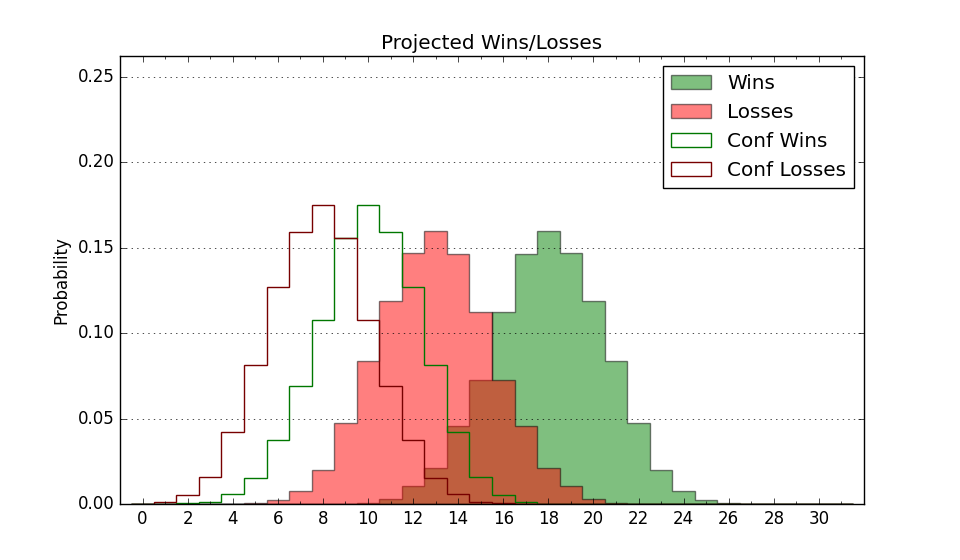 Projected Wins/Losses
0.25
0.20
0.15
0.10
0.05
0.00
Probability
Wins
Losses
Conf Wins
Conf Losses
0 2 4 6 8 10 12 14 16 18 20 22 24 26 28 30